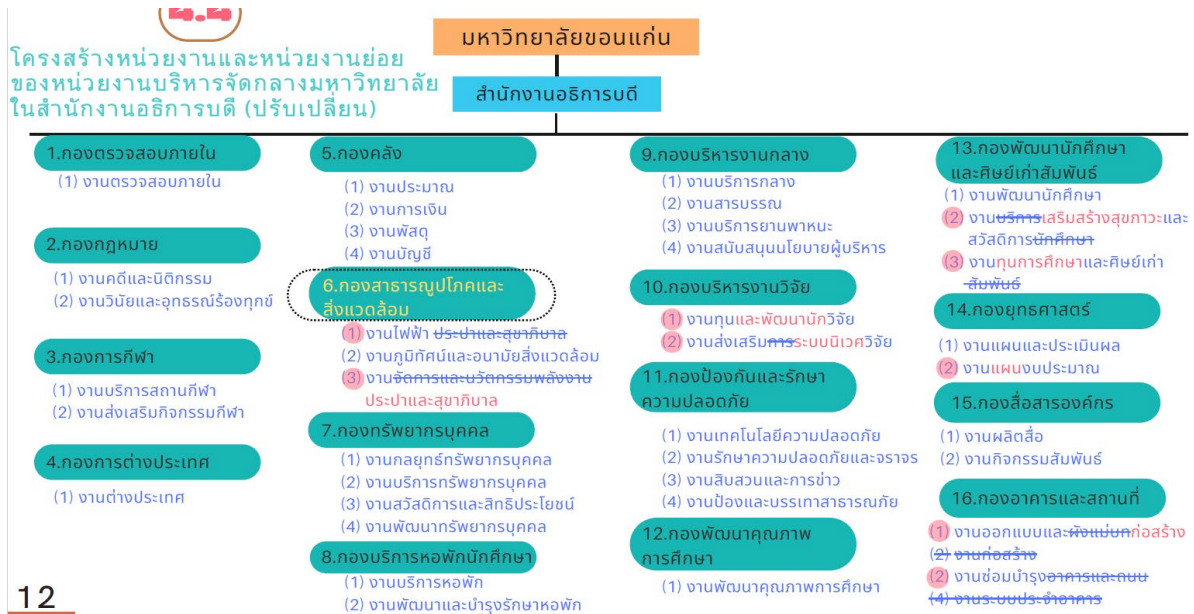 2.2
โครงสร้างหน่วยงานและหน่วยงานย่อย
ของหน่วยงานบริหารจัดกลางมหาวิทยาลัย
ในสำนักงานอธิการบดี (ปรับเปลี่ยน)
มหาวิทยาลัยขอนแก่น
สำนักงานอธิการบดี
1.กองตรวจสอบภายใน
(1) งานตรวจสอบภายใน
2.กองกฎหมาย
(1) งานคดีและนิติกรรม
(2) งานวินัยและอุทธรณ์ร้องทุกข์
3.กองการกีฬา
(1) งานบริการสถานกีฬา
(2) งานส่งเสริมกิจกรรมกีฬา
4.กองการต่างประเทศ
(1) งานต่างประเทศ
5.กองคลัง
(1) งานประมาณ
(2) งานการเงิน
(3) งานพัสดุ
(4) งานบัญชี
6.กองสาธารณูปโภคและ
สิ่งแวดล้อม
(1) งานไฟฟ้า ประปาและสุขาภิบาล
(2) งานภูมิทัศน์และอนามัยสิ่งแวดล้อม
(3) งานจัดการและนวัตกรรมพลังงาน
ประปาและสุขาภิบาล
7.กองทรัพยากรบุคคล
(1) งานกลยุทธ์ทรัพยากรบุคคล
(2) งานบริการทรัพยากรบุคคล
(3) งานสวัสดิการและสิทธิประโยชน์
(4) งานพัฒนาทรัพยากรบุคคล
8.กองบริการหอพักนักศึกษา
(1) งานบริการหอพัก
(2) งานพัฒนาและบำรุงรักษาหอพัก
9.กองบริหารงานกลาง
(1) งานบริการกลาง
(2) งานสารบรรณ
(3) งานบริการยานพาหนะ
(4) งานสนับสนุนนโยบายผู้บริหาร
10.กองบริหารงานวิจัย
(1) งานทุนและพัฒนานักวิจัย
(2) งานส่งเสริมการระบบนิเวศวิจัย
11.กองป้องกันและรักษา
ความปลอดภัย
(1) งานเทคโนโลยีความปลอดภัย
(2) งานรักษาความปลอดภัยและจราจร
(3) งานสืบสวนและการข่าว
(4) งานป้องและบรรเทาสาธารณภัย
12.กองพัฒนาคุณภาพ
การศึกษา
(1) งานพัฒนาคุณภาพการศึกษา
13.กองพัฒนานักศึกษา
และศิษย์เก่าสัมพันธ์
(1) งานพัฒนานักศึกษา
(2) งานบริการเสริมสร้างสุขภาวะและ
สวัสดิการนักศึกษา
(3) งานทุนการศึกษาและศิษย์เก่า
สัมพันธ์
14.กองยุทธศาสตร์
(1) งานแผนและประเมินผล
(2) งานแผนงบประมาณ
15.กองสื่อสารองค์กร
(1) งานผลิตสื่อ
(2) งานกิจกรรมสัมพันธ์
16.กองอาคารและสถานที่
(1) งานออกแบบและผังแม่บทก่อสร้าง
(2) งานก่อสร้าง
(2) งานซ่อมบำรุงอาคารและถนน
(4) งานระบบประจำอาคาร
12